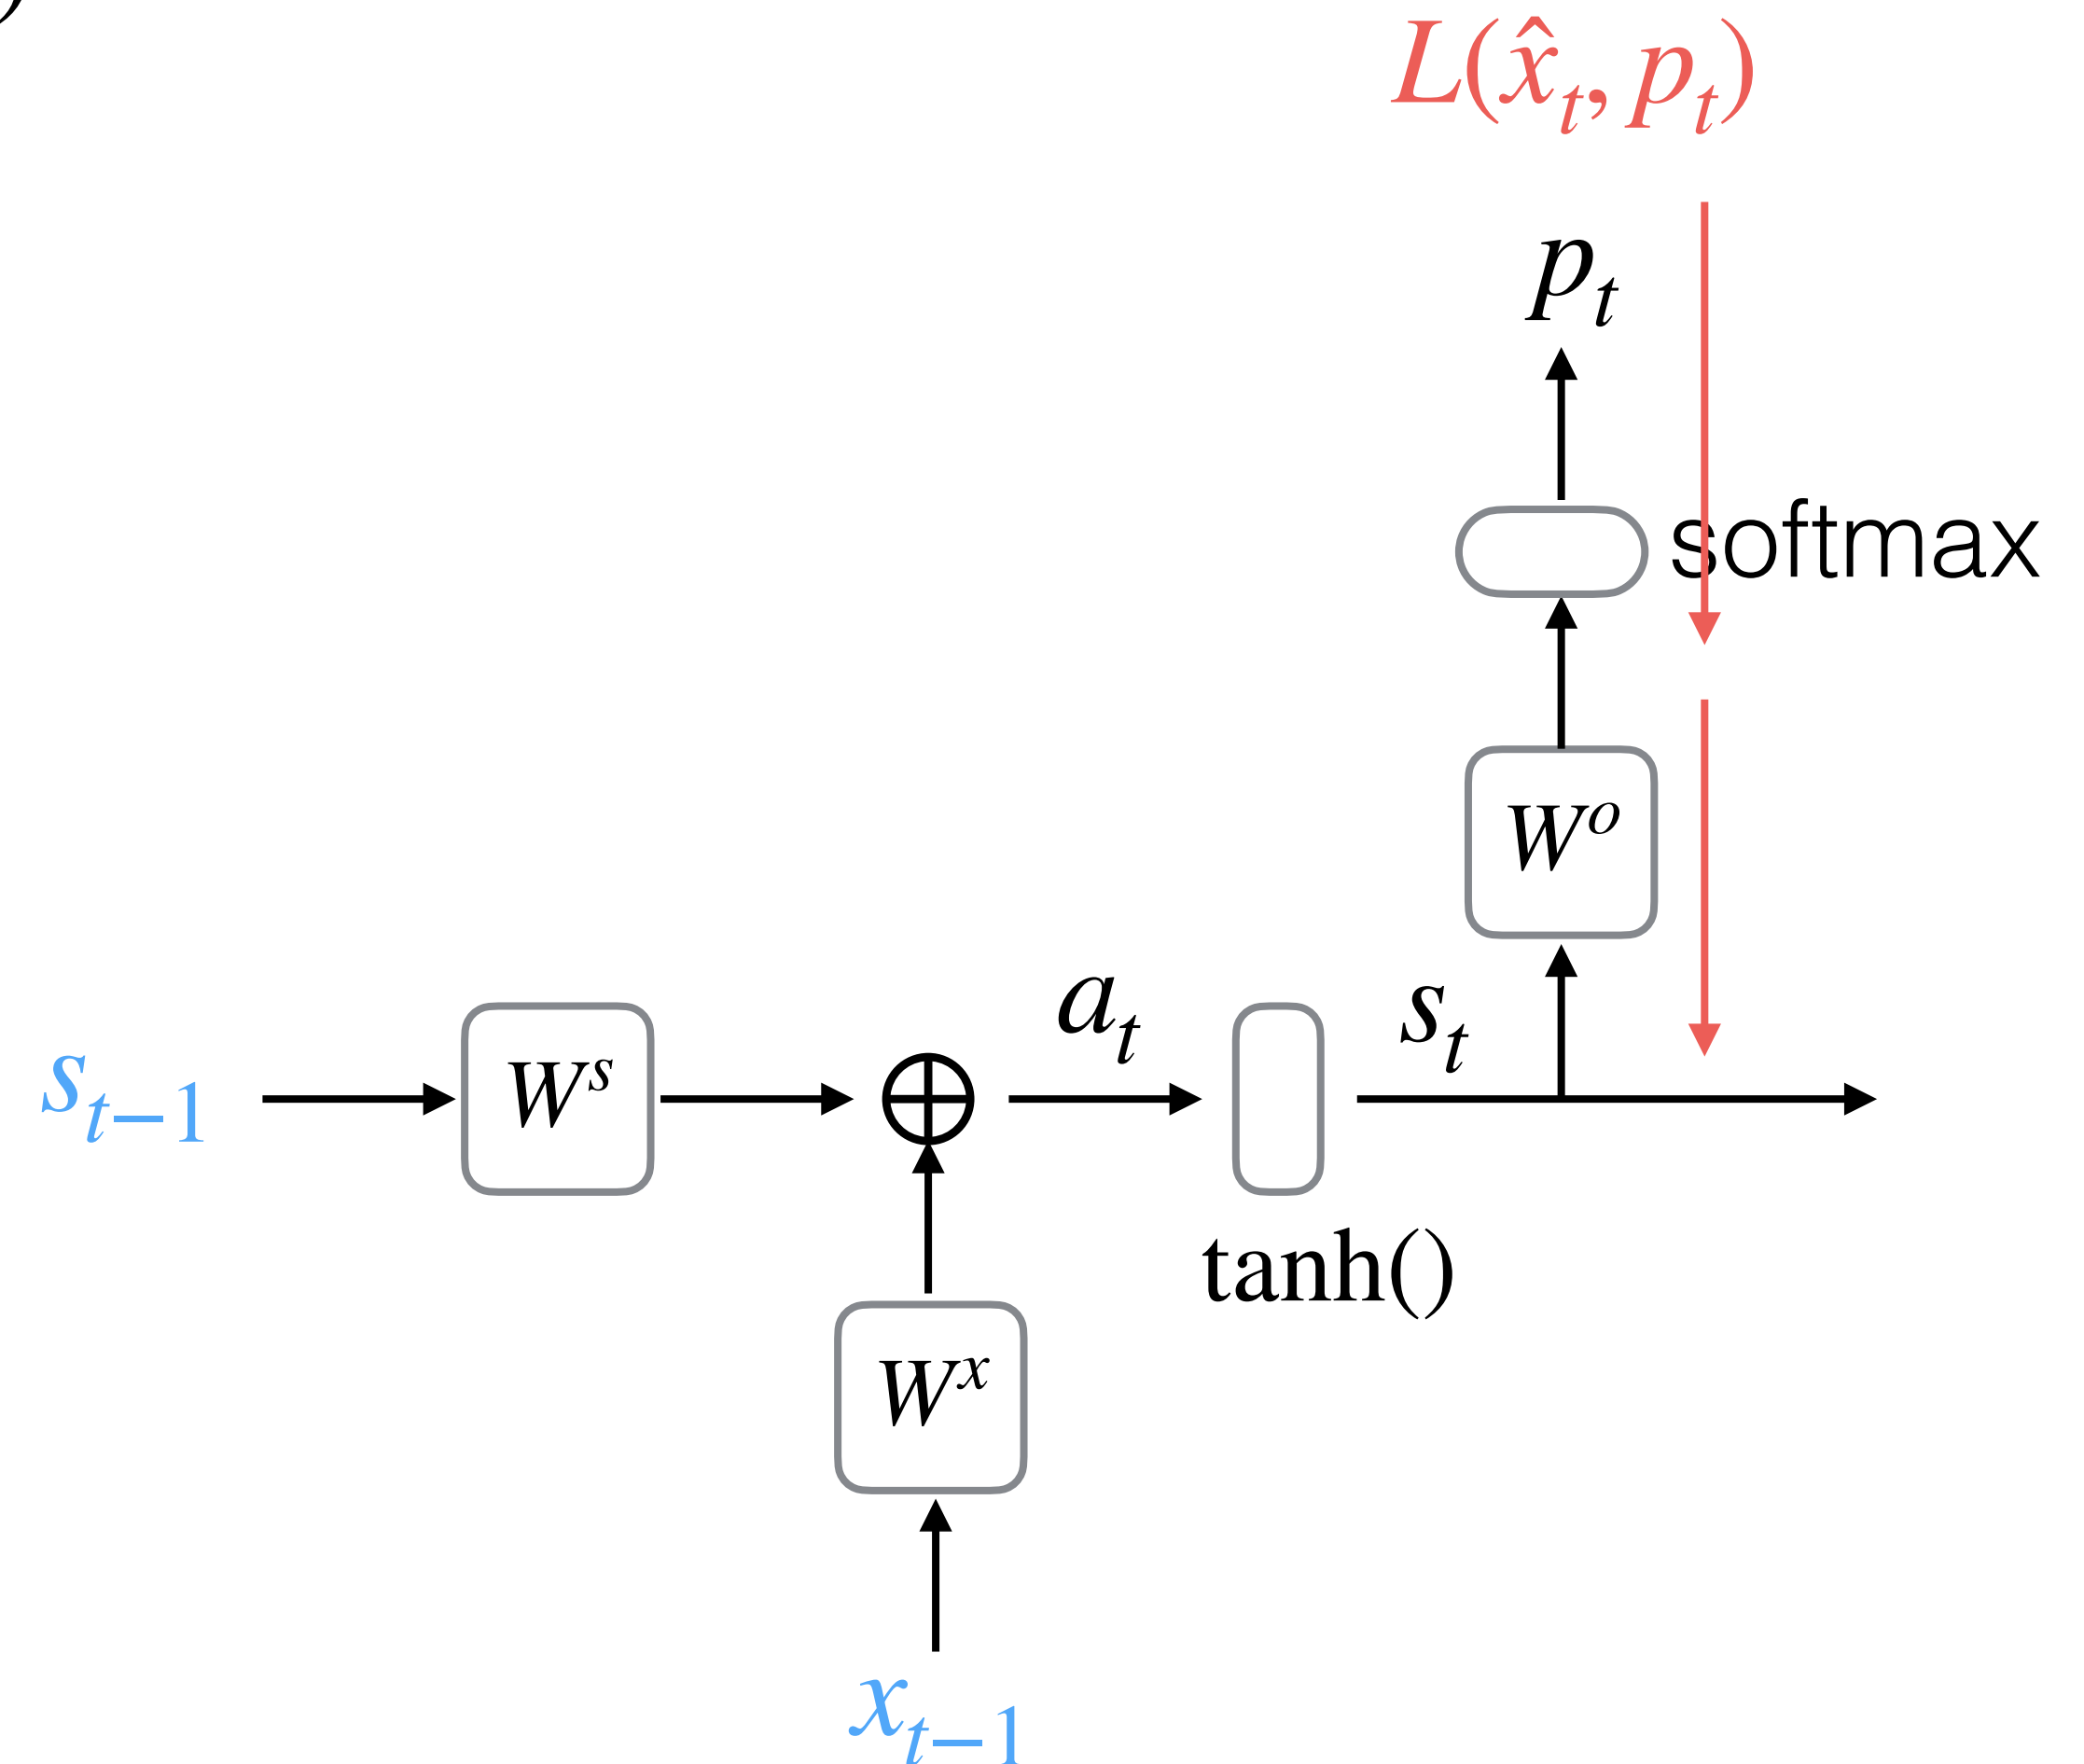 )
L(x̂_t, p_t)
p_t
softmax
W^o
a_t
s_t
s_{t−1}
W^s
tanh()
W^x
x_{t−1}